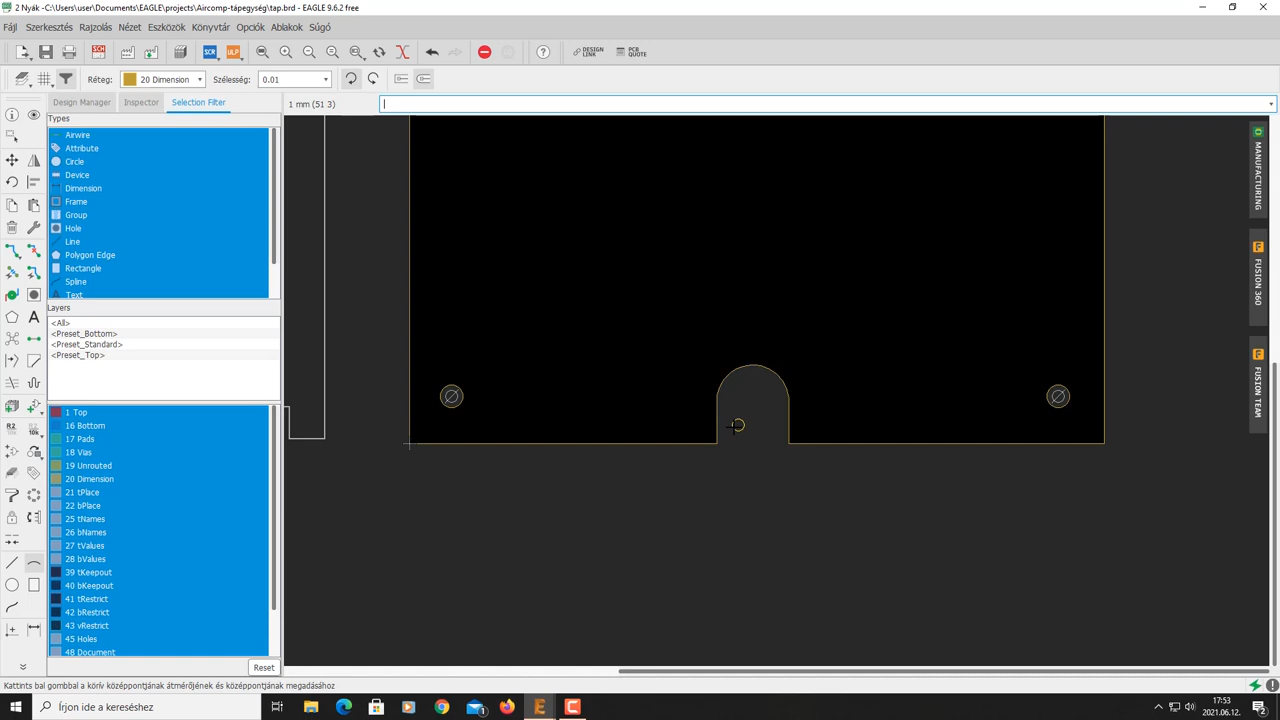 2 Nyák -C:\Users\user\Documents\EAGLE\projects\Aircomp-tápegység\tap.brd - EAGLE 9.6.2 free
Fájl Szerkesztés Rajzolás Nézet Eszközök Könyvtár Opciók Ablakok Súgó
SCH SCR ULP DESIGN LINK PCB QUOTE
Réteg: 20 Dimension Szélesség: 0.01
Design Manager Inspector Selection Filter 1 mm (51 3)
Types
Airwire
Attribute
Circle
Device
Dimension
Frame
Group
Hole
Line
Polygon Edge
Rectangle
Spline
Text
Layers
<All>
<Preset_Bottom>
<Preset_Standard>
<Preset_Top>
1 Top
16 Bottom
17 Pads
18 Vias
19 Unrouted
20 Dimension
21 tPlace
22 bPlace
25 tNames
26 bNames
27 tValues
28 bValues
39 tKeepout
40 bKeepout
41 tRestrict
42 bRestrict
43 vRestrict
45 Holes
48 Document
Reset
MANUFACTURING
FUSION 360
FUSION TEAM
Kattints bal gombbal a körív középpontjának átmérőjének és középpontjának megadásához
Írjon ide a kereséshez
17:53
2021.06.12.